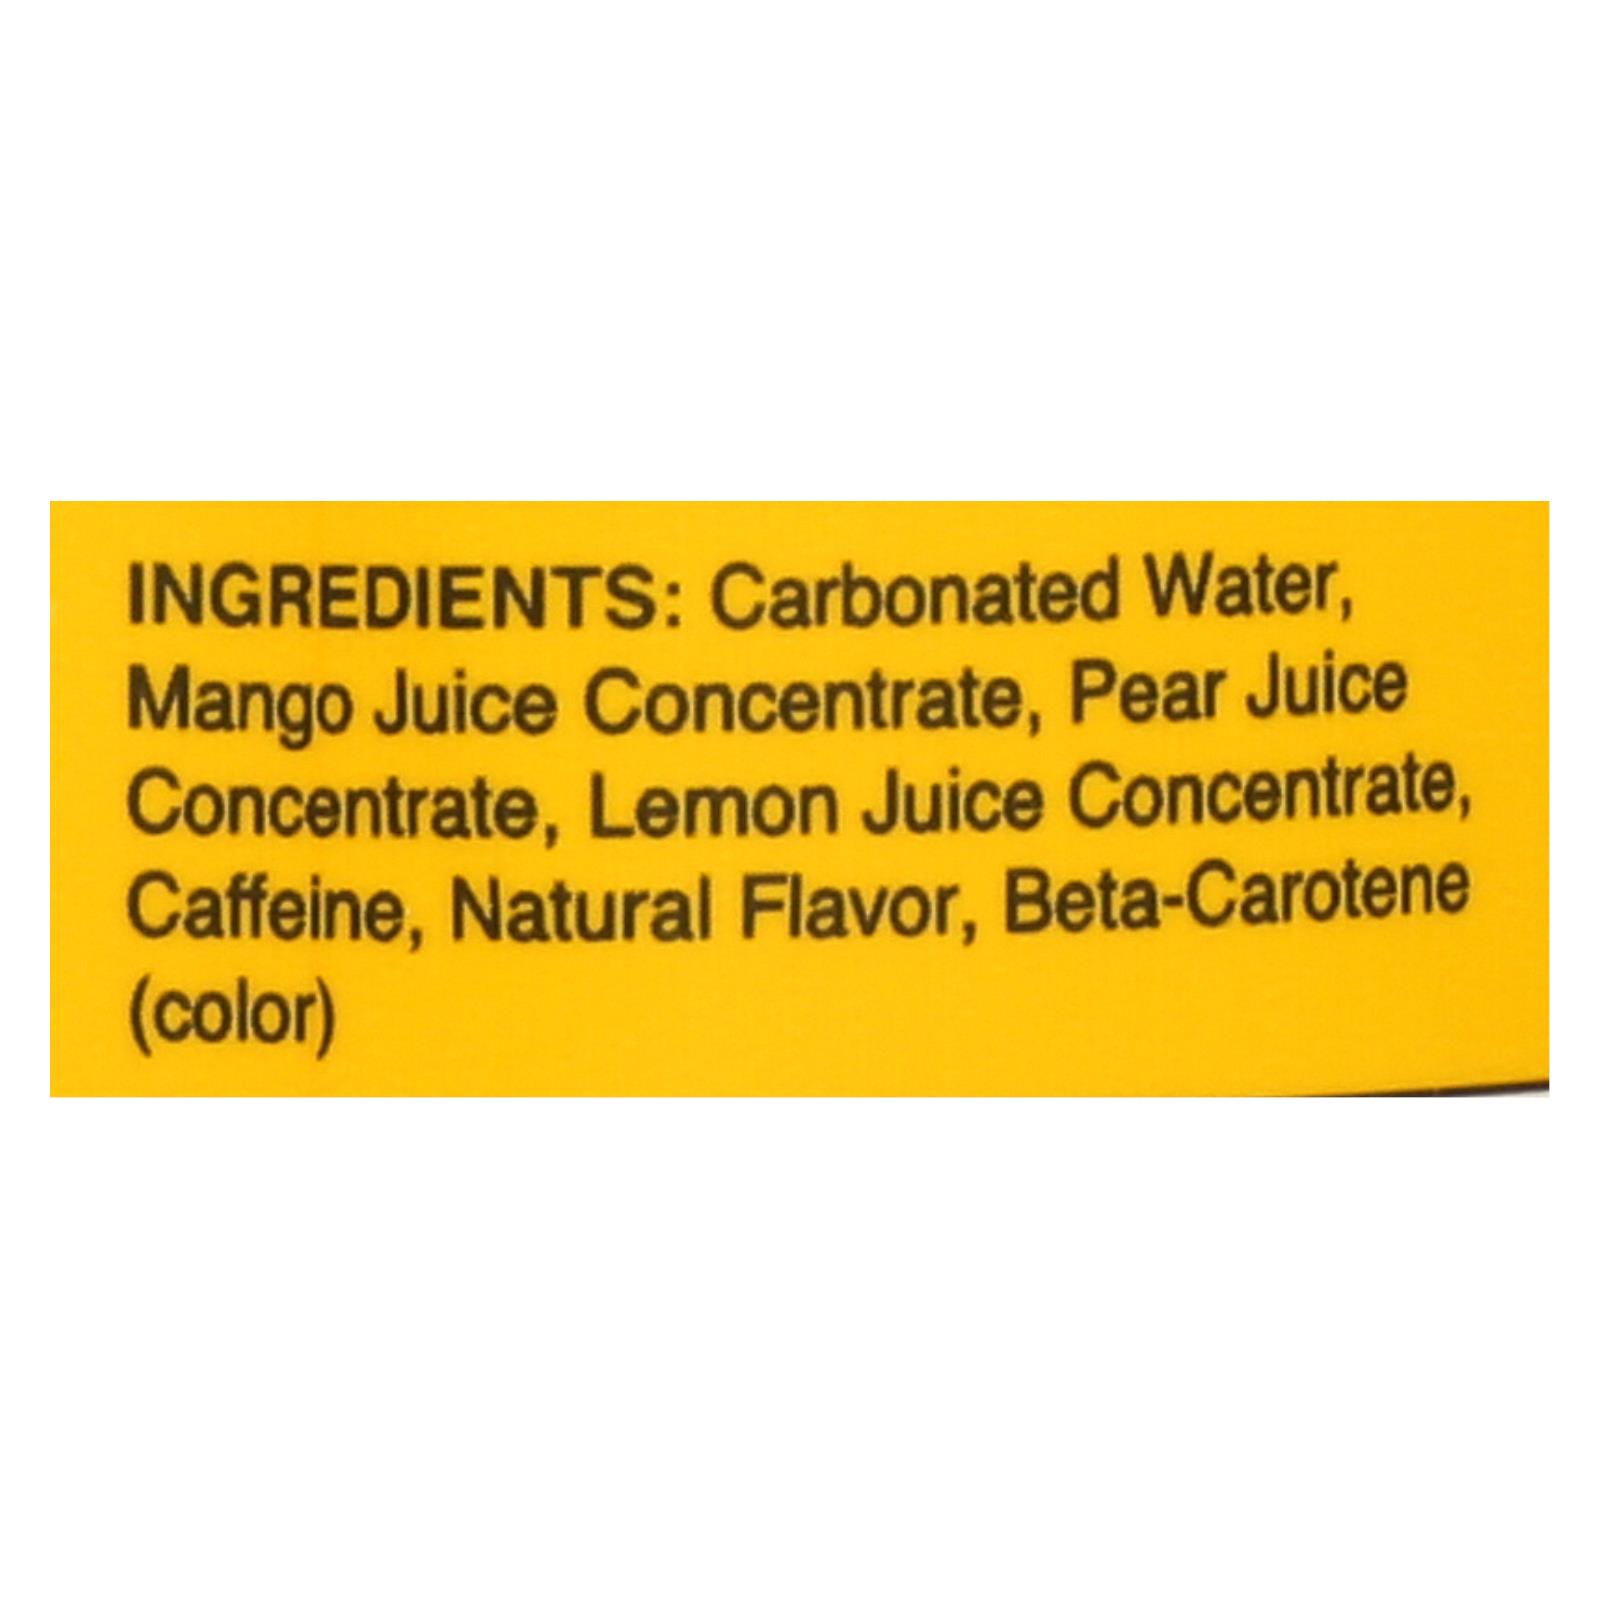 INGREDIENTS: Carbonated Water,
Mango Juice Concentrate, Pear Juice
Concentrate, Lemon Juice Concentrate,
Caffeine, Natural Flavor, Beta-Carotene
(color)